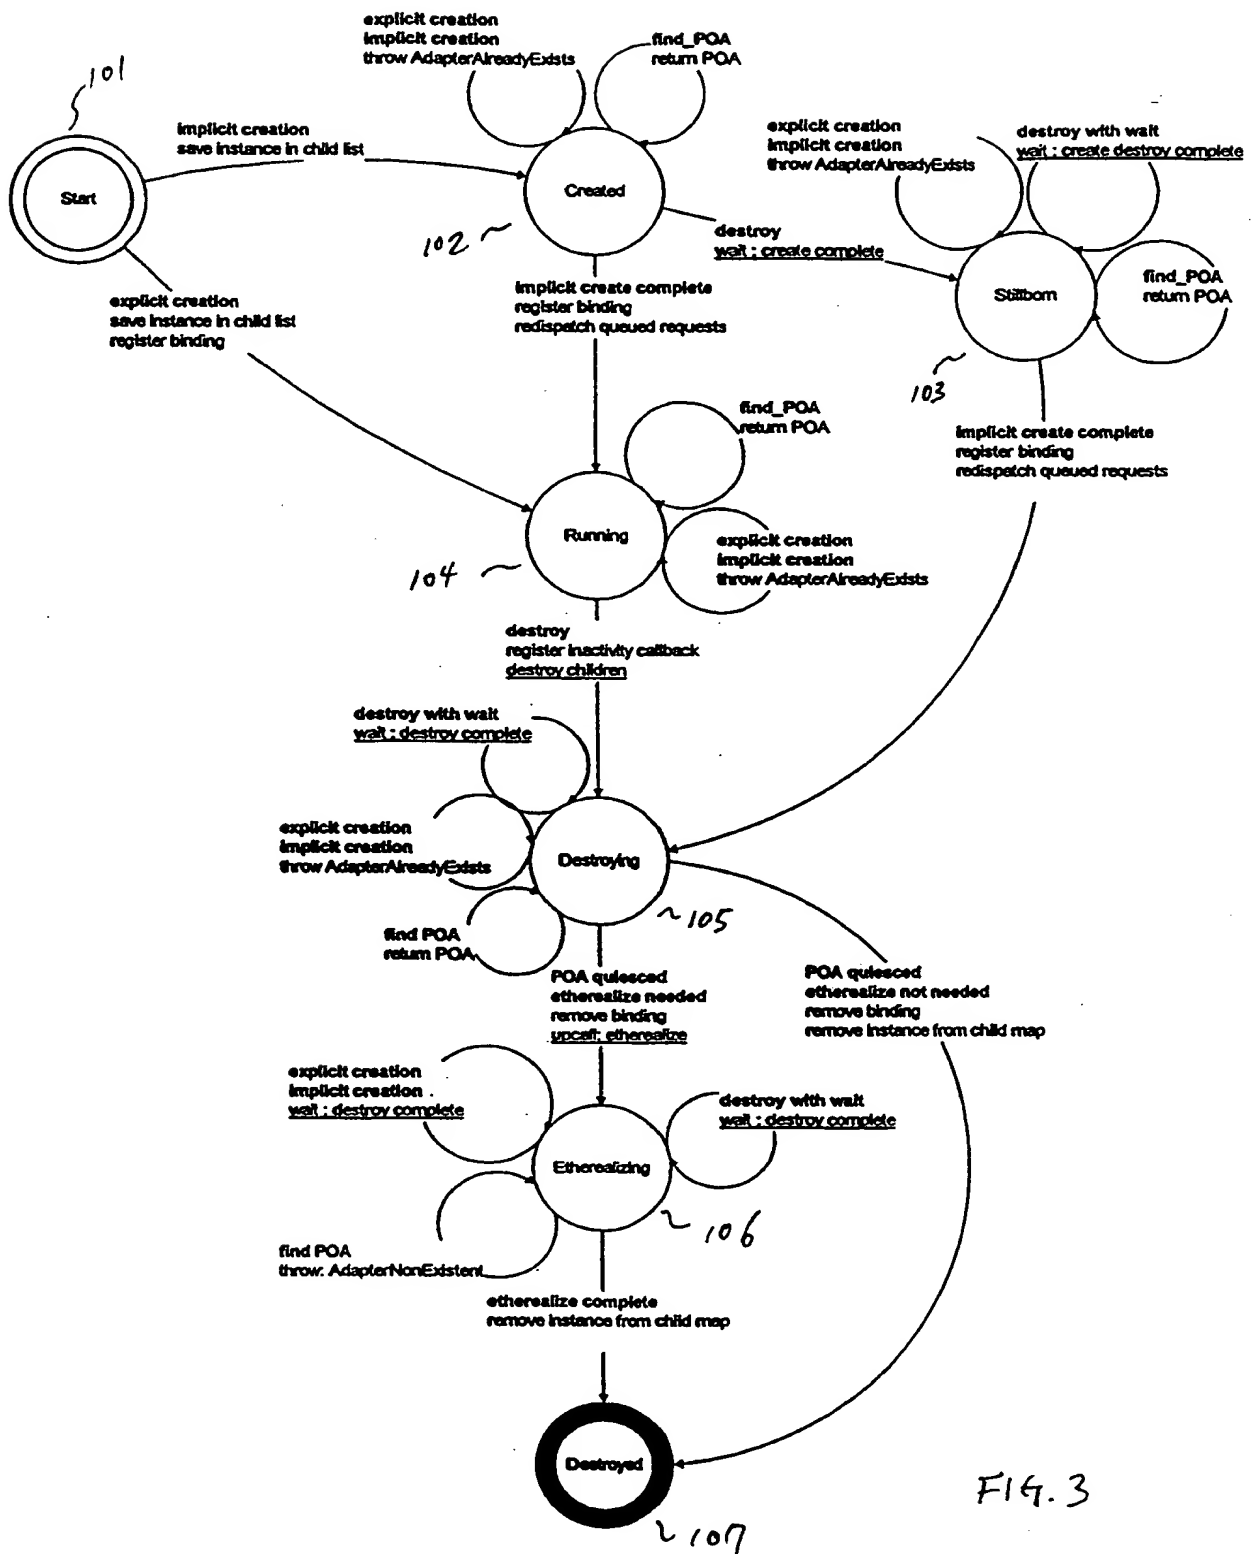 explicit creation
implicit creation
throw AdapterAlreadyExists
find_POA
return POA
101
implicit creation
save instance in child list
Start
Created
102
explicit creation
implicit creation
throw AdapterAlreadyExists
destroy with wait
wait : create destroy complete
destroy
wait : create complete
find_POA
return POA
Stillborn
103
explicit creation
save instance in child list
register binding
implicit create complete
register binding
redispatch queued requests
implicit create complete
register binding
redispatch queued requests
find_POA
return POA
Running
104
explicit creation
implicit creation
throw AdapterAlreadyExists
destroy
register inactivity callback
destroy children
destroy with wait
wait : destroy complete
explicit creation
implicit creation
throw AdapterAlreadyExists
Destroying
105
find POA
return POA
POA quiesced
etherealize needed
remove binding
upcall: etherealize
POA quiesced
etherealize not needed
remove binding
remove instance from child map
explicit creation
implicit creation
wait : destroy complete
destroy with wait
wait : destroy complete
Etherealizing
106
find POA
throw: AdapterNonExistent
etherealize complete
remove instance from child map
Destroyed
107
FIG. 3